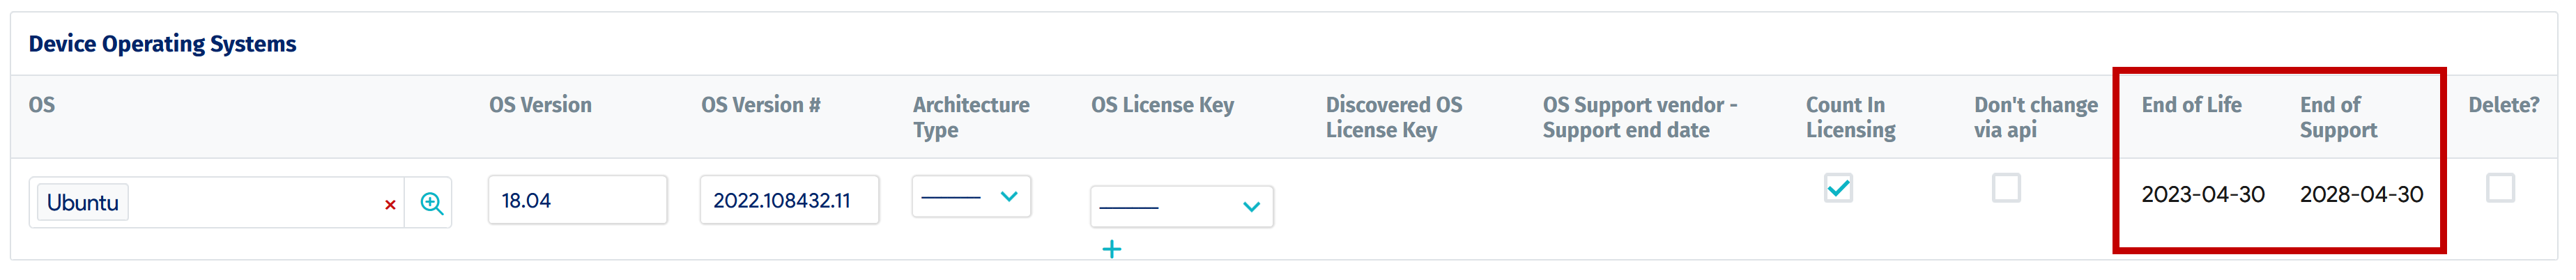 Device Operating Systems
OS
OS Version
OS Version #
Architecture
Type
OS License Key
Discovered OS
License Key
OS Support vendor -
Support end date
Count In
Licensing
Don't change
via api
End of Life
End of
Support
Delete?
Ubuntu
18.04
2022.108432.11
2023-04-30
2028-04-30